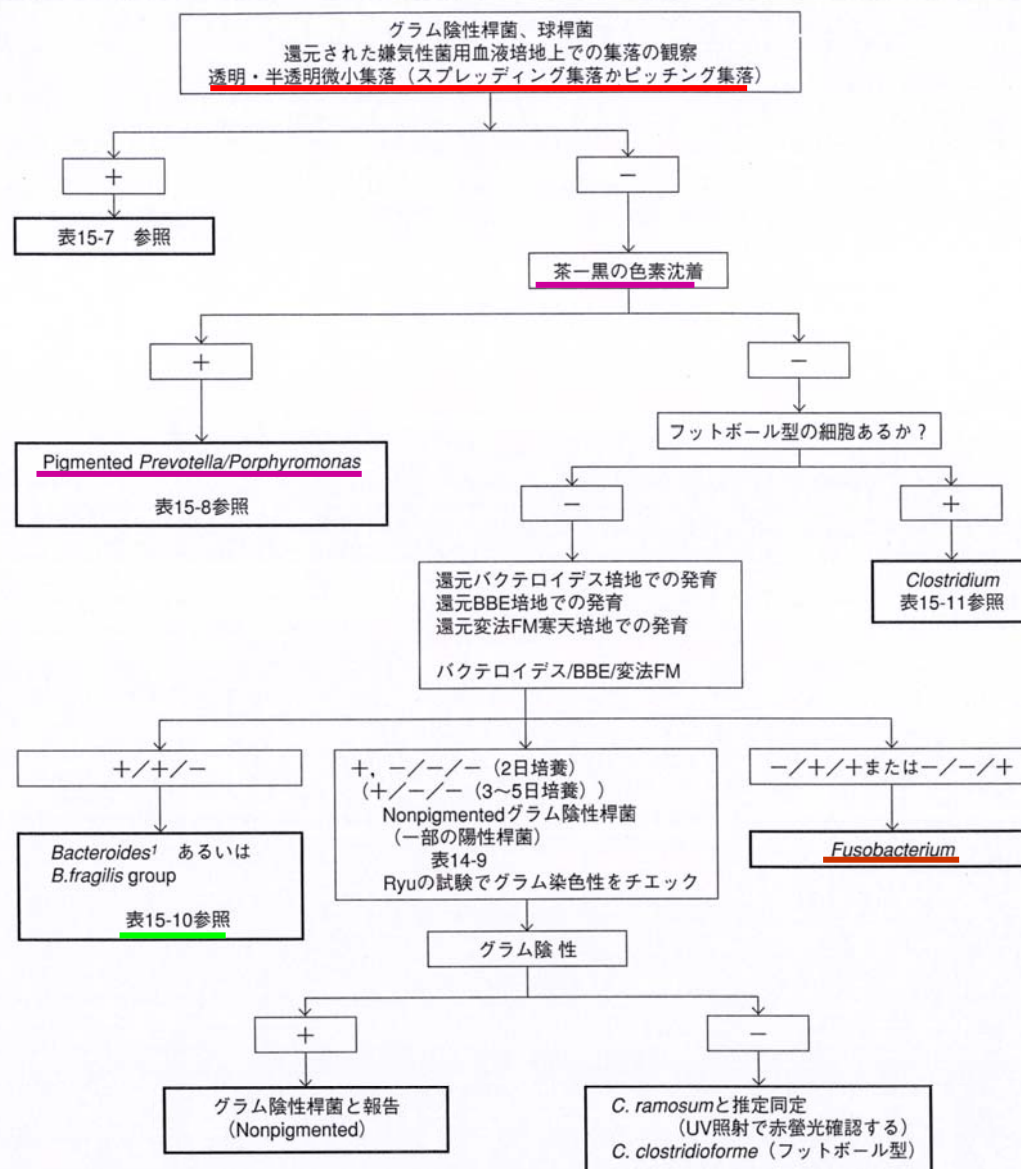 グラム陰性桿菌、球桿菌
還元された嫌気性菌用血液培地上での集落の観察
透明・半透明微小集落（スプレッディング集落かピッチング集落）
＋
－
表15-7　参照
茶ー黒の色素沈着
＋
－
フットボール型の細胞あるか？
Pigmented Prevotella/Porphyromonas
表15-8参照
－
＋
還元バクテロイデス培地での発育
還元BBE培地での発育
還元変法FM寒天培地での発育
バクテロイデス/BBE/変法FM
Clostridium
表15-11参照
＋/＋/－
＋, －/－/－（2日培養）
（＋/－/－（3～5日培養））
Nonpigmentedグラム陰性桿菌
（一部の陽性桿菌）
表14-9
Ryuの試験でグラム染色性をチェック
－/＋/＋または－/－/＋
Bacteroides¹　あるいは
B.fragilis group
表15-10参照
Fusobacterium
グラム陰性
＋
－
グラム陰性桿菌と報告
（Nonpigmented）
C. ramosumと推定同定
（UV照射で赤螢光確認する）
C. clostridioforme（フットボール型）